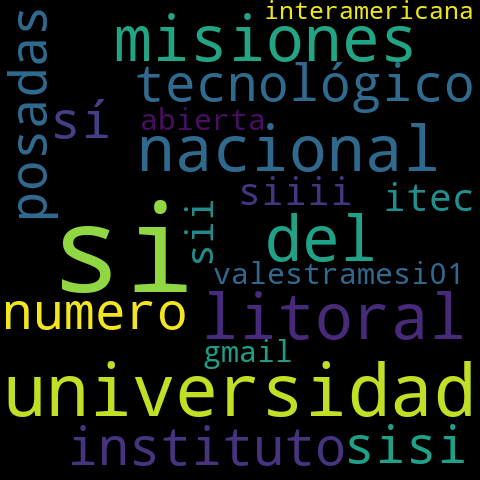 interamericana
misiones
posadas
tecnológico
sí
abierta
nacional
siiii
itec
si
sii
del
valestramesi01
numero
litoral
gmail
universidad
instituto
sisi